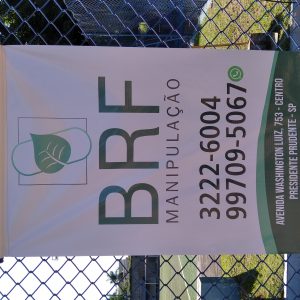 BRF
MANIPULAÇÃO
3222-6004
99709-5067
AVENIDA WASHINGTON LUIZ, 753 - CENTRO
PRESIDENTE PRUDENTE - SP